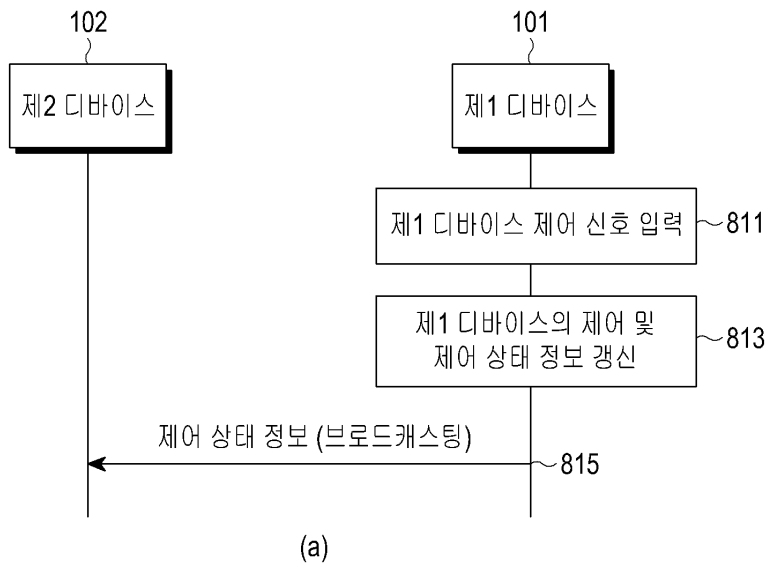 102
101
제2 디바이스
제1 디바이스
제1 디바이스 제어 신호 입력
811
제1 디바이스의 제어 및
제어 상태 정보 갱신
813
제어 상태 정보 (브로드캐스팅)
815
(a)